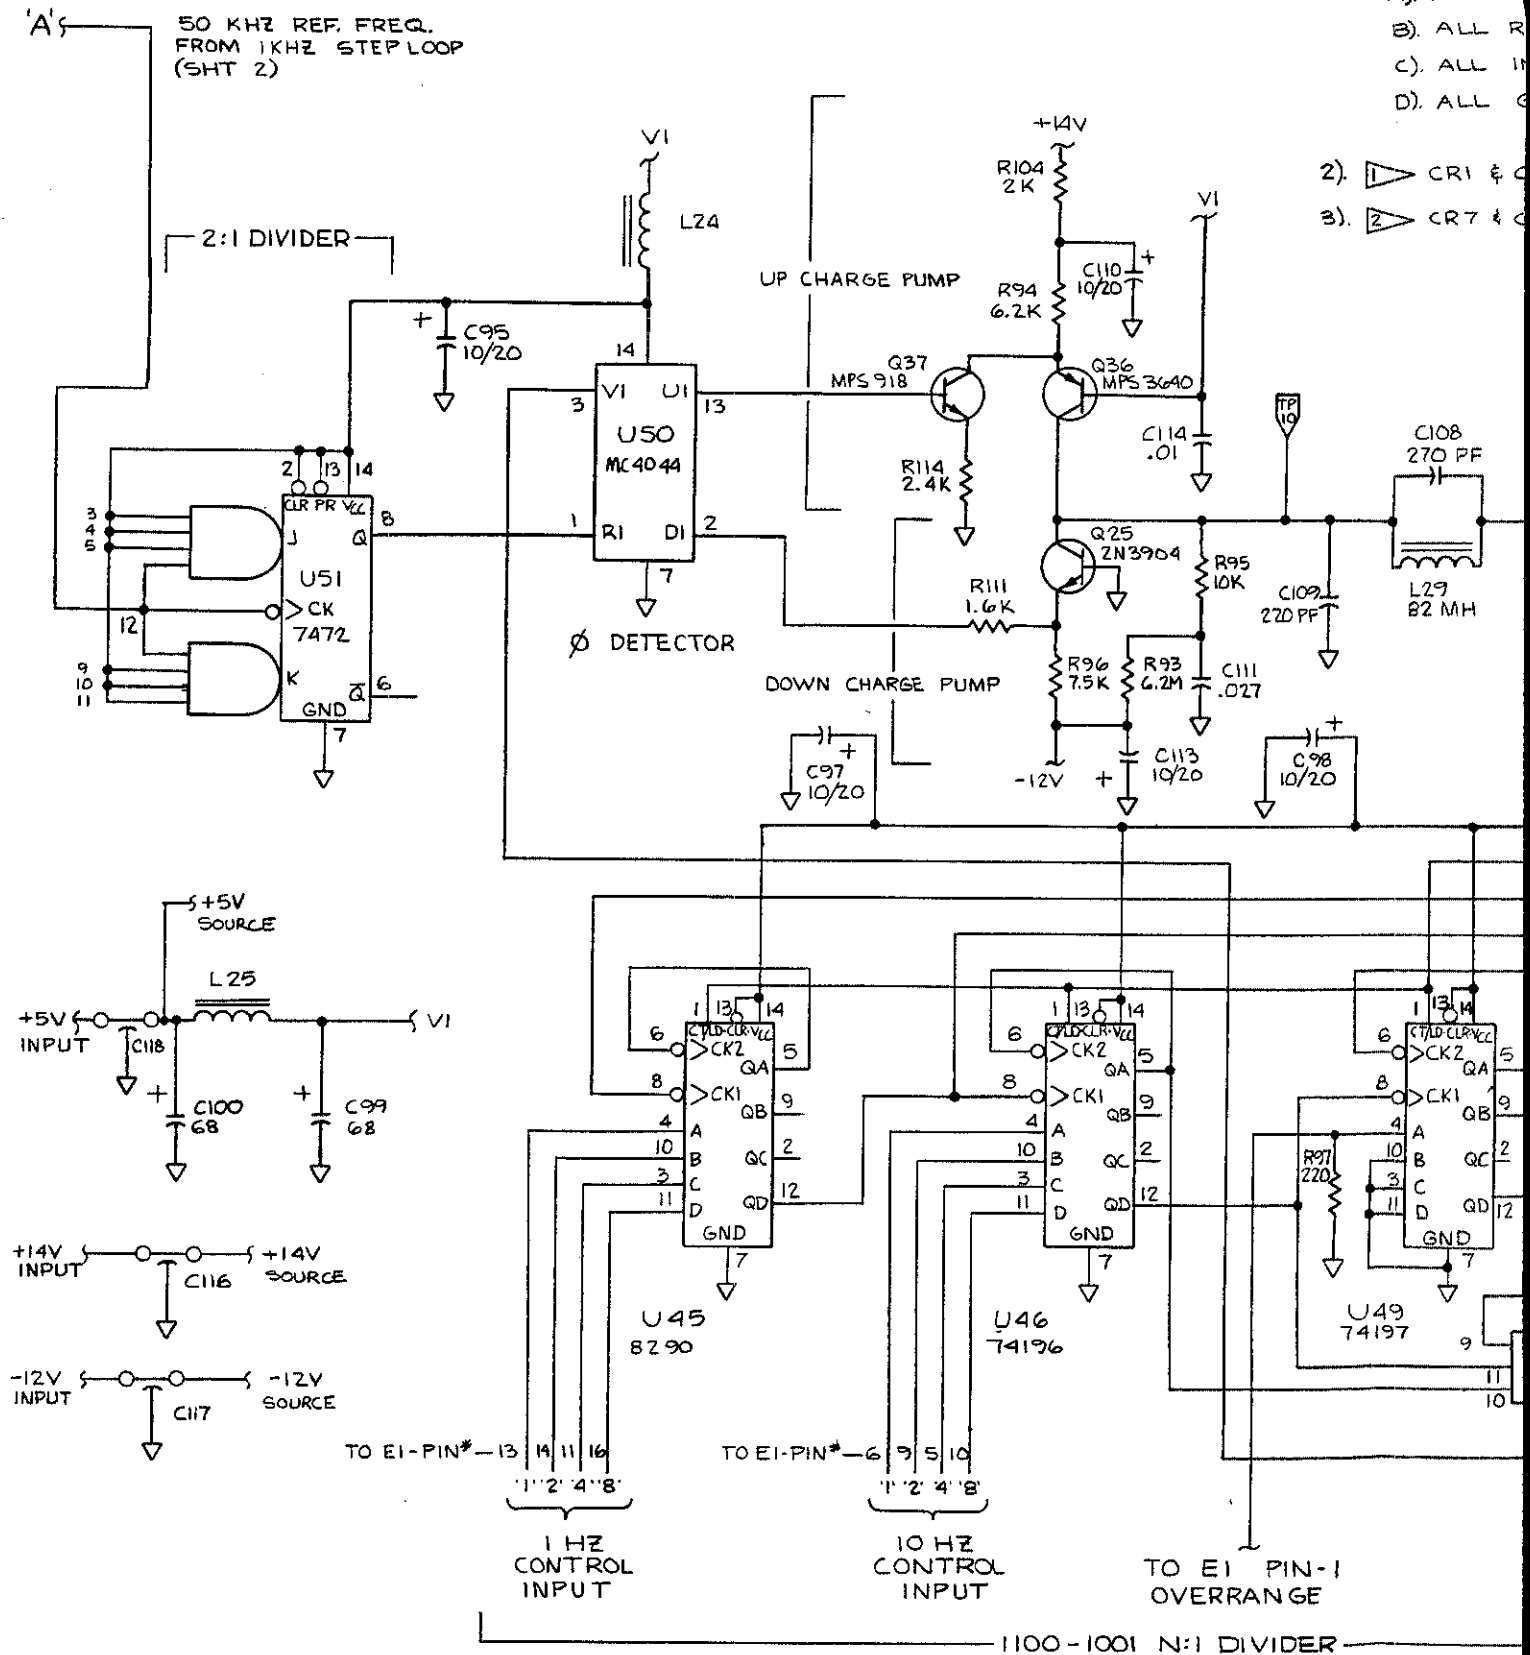 'A'
50 KHZ REF. FREQ.
FROM 1KHZ STEP LOOP
(SHT 2)
B). ALL R
C). ALL IN
D). ALL
2). 1 CR1 &
3). 2 CR7 &
2:1 DIVIDER
V1
L24
C95
10/20
+
UP CHARGE PUMP
+14V
R104
2K
C110
10/20
+
R94
6.2K
V1
Q37
MPS 918
Q36
MPS 3640
C114
.01
R114
2.4K
TP
10
C108
270 PF
L29
82 MH
C109
220 PF
14
V1 U1
3 13
U50
MC4044
1 2
R1 D1
7
Ø DETECTOR
2 13 14
CLR PR VCC
3
4
5
J Q 8
U51
CK
12
7472
9
10
11
K Q̅ 6
GND
7
Q25
2N3904
R95
10K
R111
1.6K
R96
7.5K
R93
6.2M
C111
.027
DOWN CHARGE PUMP
-12V
+
C113
10/20
+
C97
10/20
+
C98
10/20
+5V
SOURCE
L25
+5V
INPUT
C118
V1
+
C100
68
+
C99
68
+14V
INPUT
C116
+14V
SOURCE
-12V
INPUT
C117
-12V
SOURCE
1 13 14
CT/LD-CLR-VCC
6 CK2
5 QA
8 CK1
9 QB
4 A
10 B
2 QC
3 C
11 D
12 QD
GND
7
U45
8290
1 13 14
CT/LD-CLR-VCC
6 CK2
5 QA
8 CK1
9 QB
4 A
10 B
2 QC
3 C
11 D
12 QD
GND
7
U46
74196
1 13 14
CT/LD-CLR-VCC
6 CK2
5 QA
8 CK1
9 QB
4 A
10 B
2 QC
3 C
11 D
12 QD
GND
7
R97
220
U49
74197
9
11
10
TO E1-PIN#-13 14 11 16
'1' '2' '4' '8'
1 HZ
CONTROL
INPUT
TO E1-PIN#-6 9 5 10
'1' '2' '4' '8'
10 HZ
CONTROL
INPUT
TO E1 PIN-1
OVERRANGE
1100-1001 N:1 DIVIDER